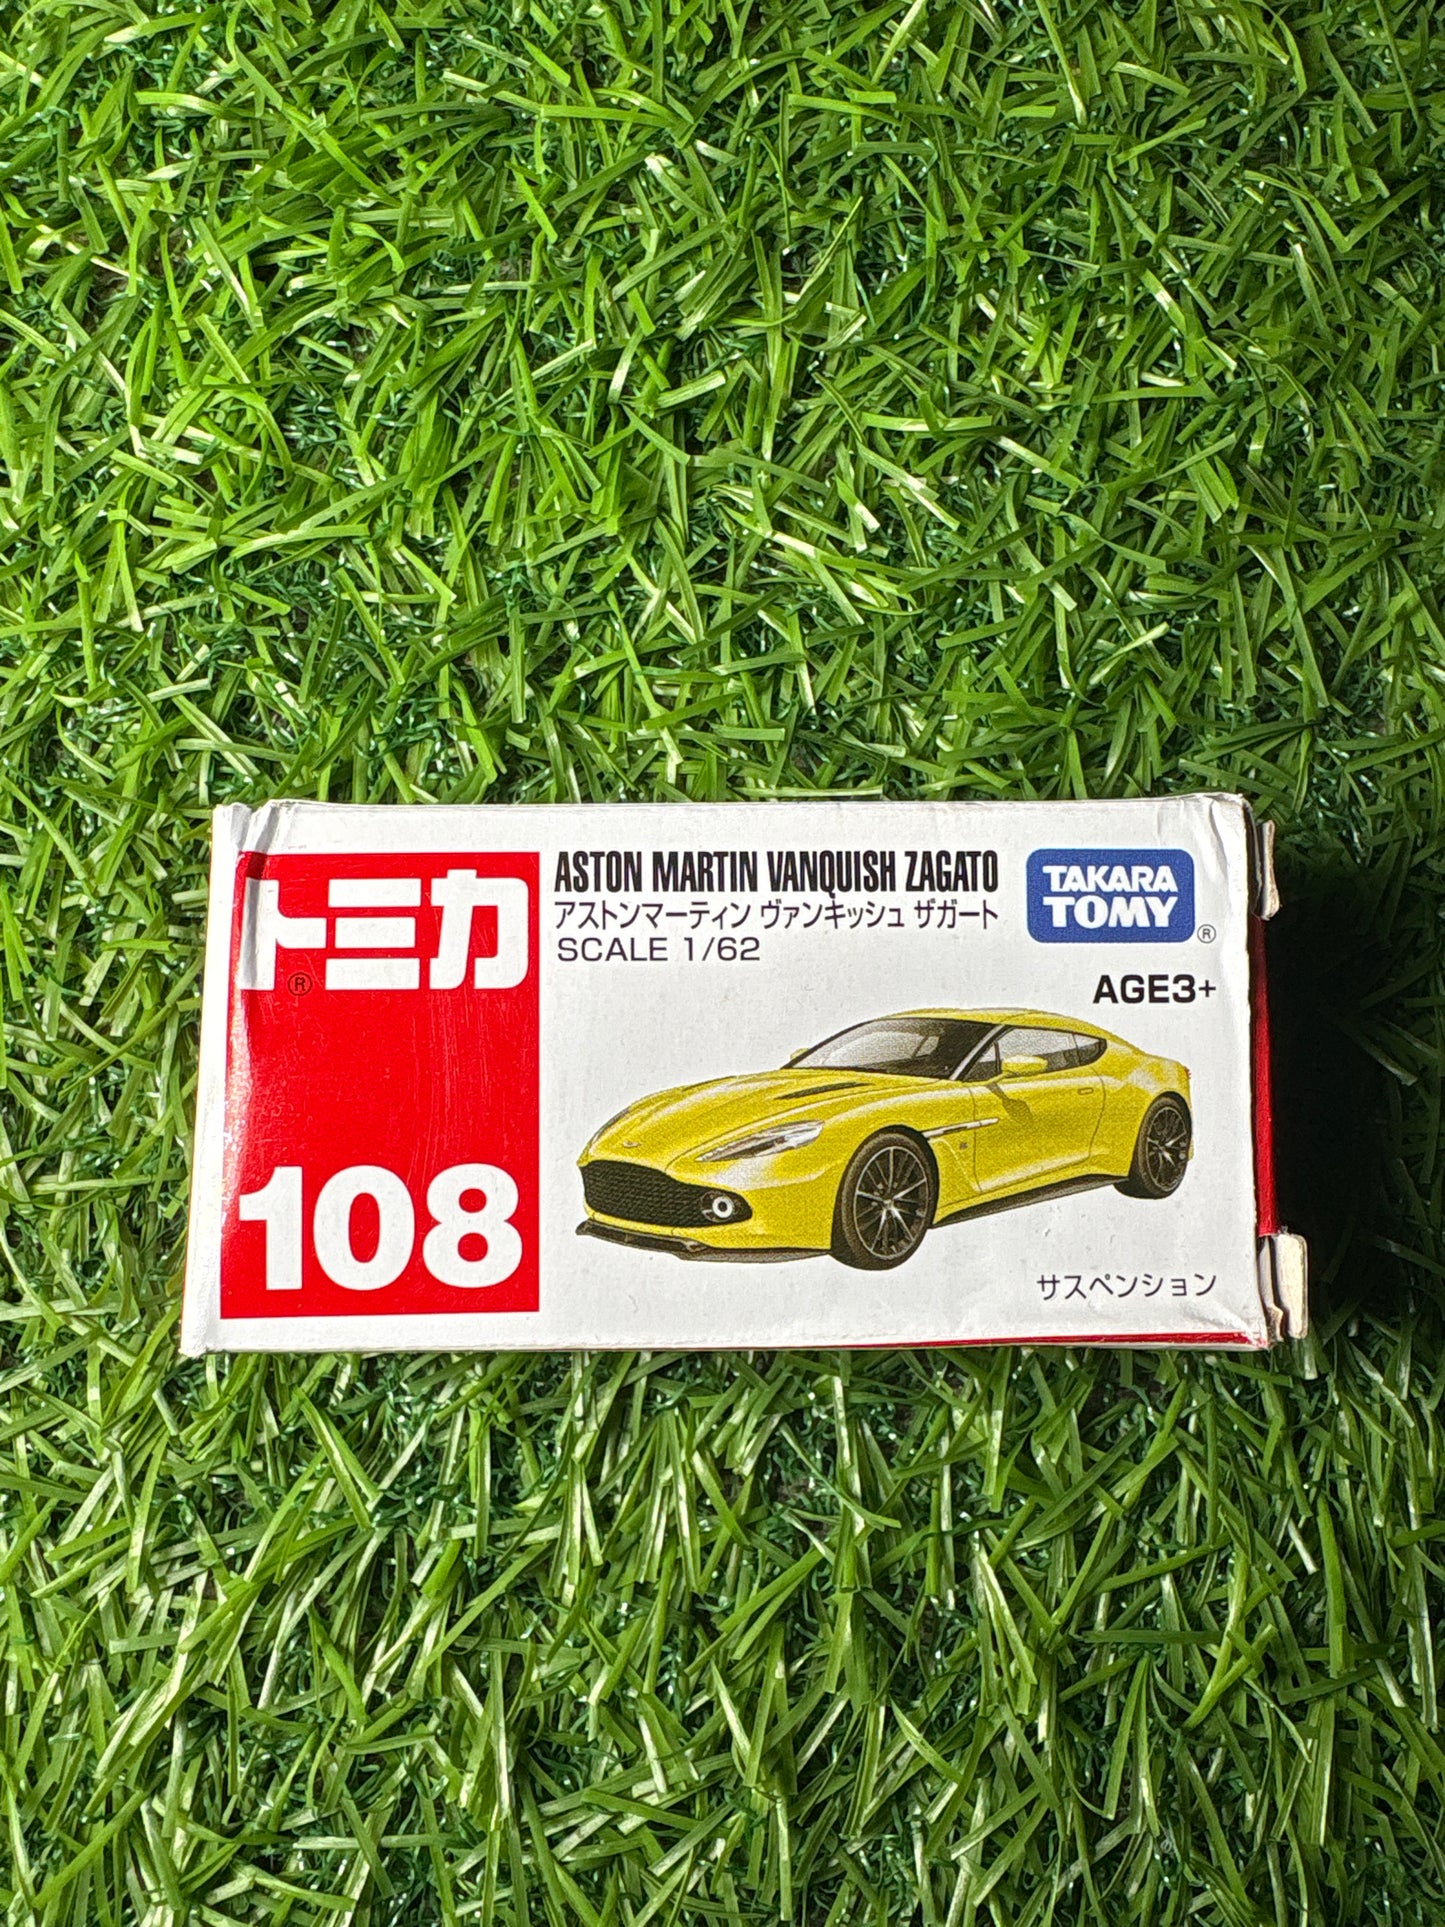 トミカ
®
108
ASTON MARTIN VANQUISH ZAGATO
アストンマーティン ヴァンキッシュ ザガート
SCALE 1/62
TAKARA
TOMY
®
AGE3+
サスペンション